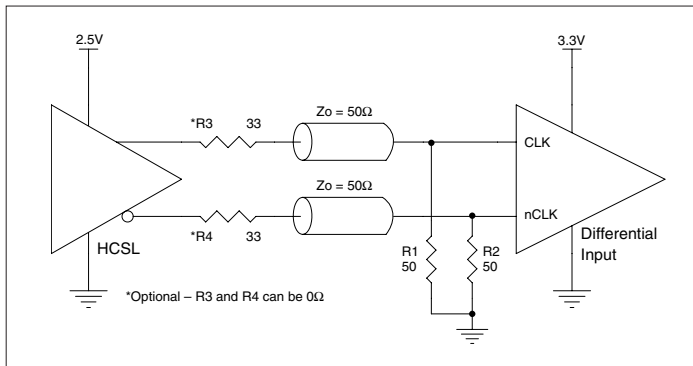 2.5V
3.3V
*R3 33
Zo = 50Ω
CLK
Zo = 50Ω
nCLK
*R4 33
HCSL
R1
50
R2
50
Differential
Input
*Optional – R3 and R4 can be 0Ω